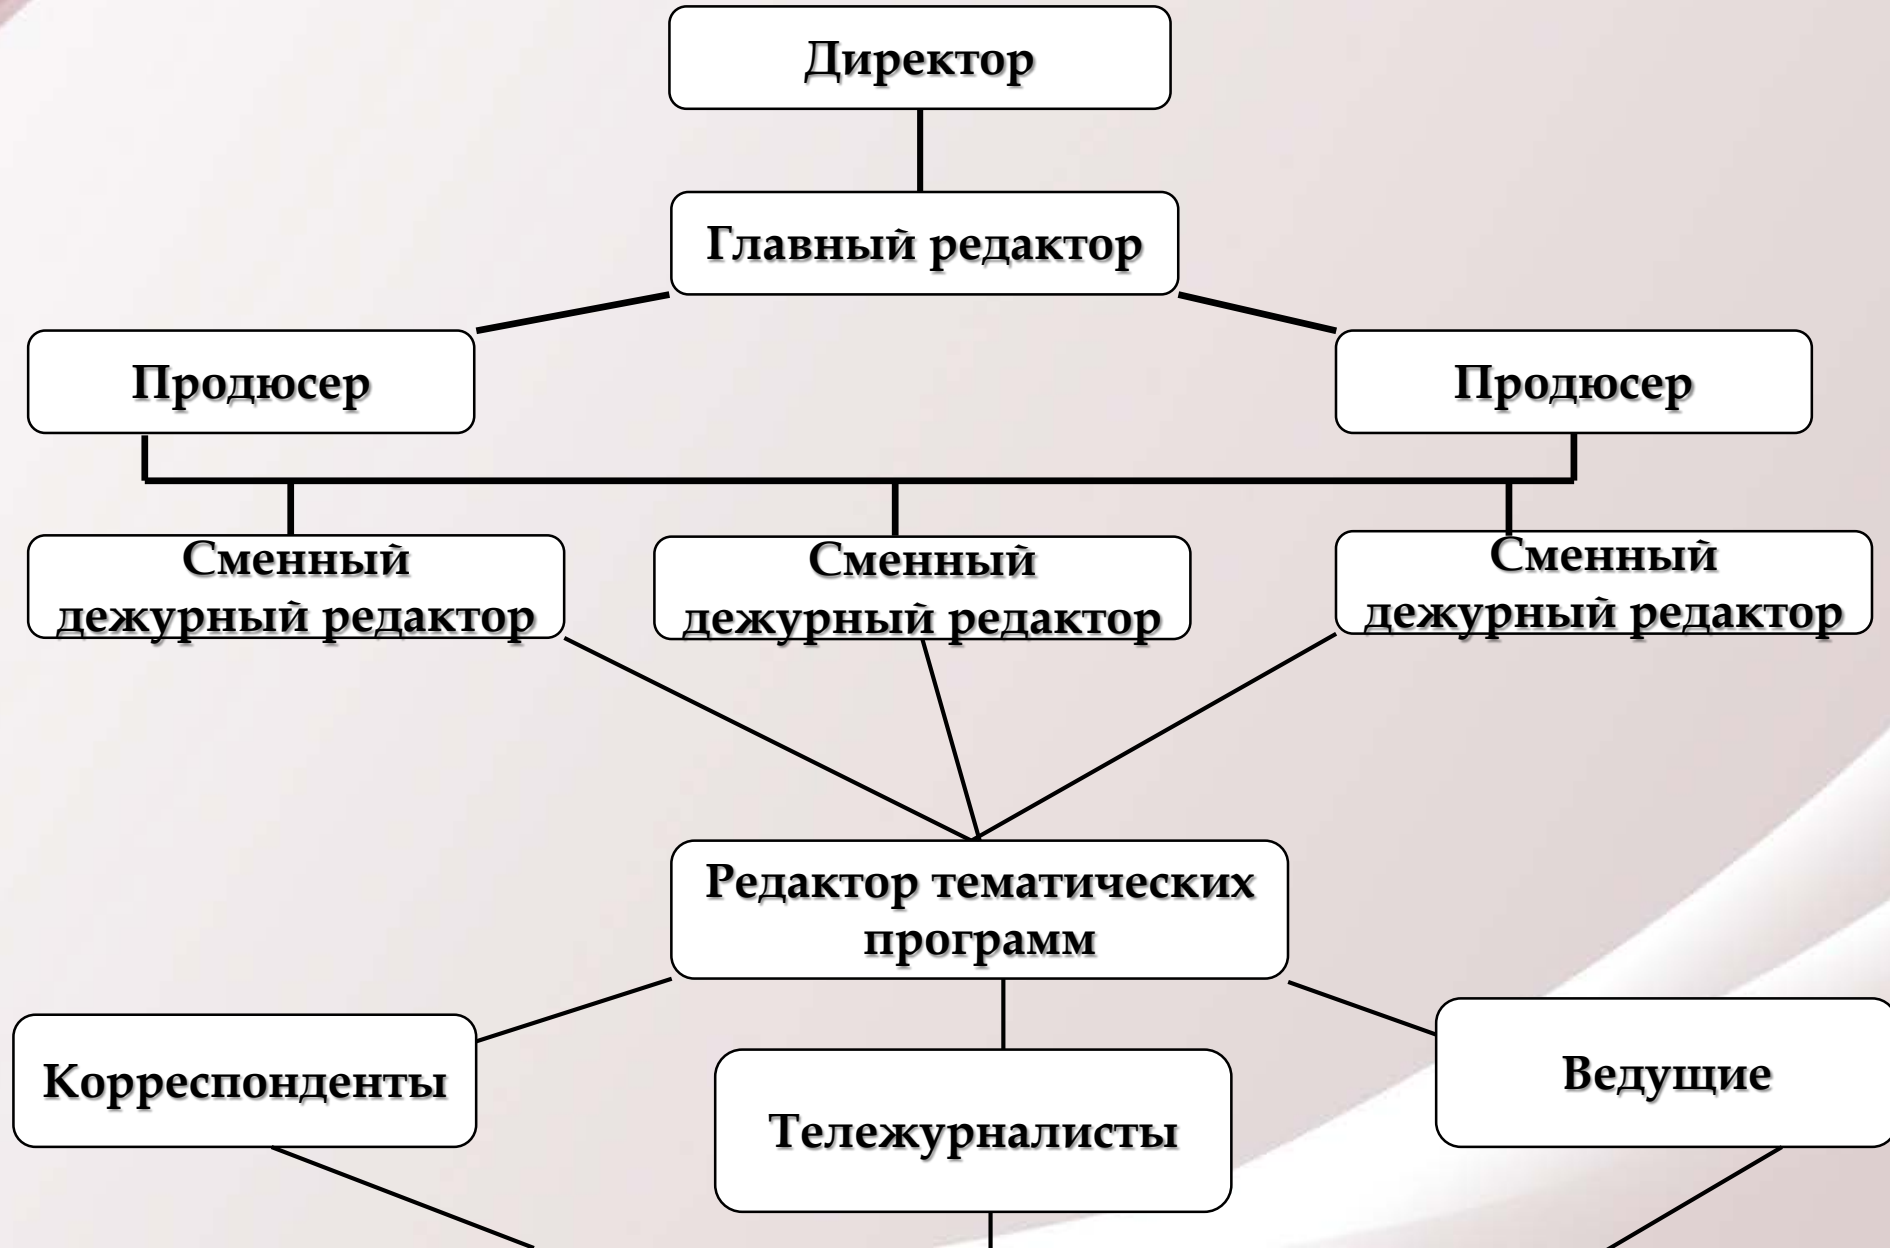 Директор
Главный редактор
Продюсер
Продюсер
Сменный
дежурный редактор
Сменный
дежурный редактор
Сменный
дежурный редактор
Редактор тематических
программ
Корреспонденты
Тележурналисты
Ведущие